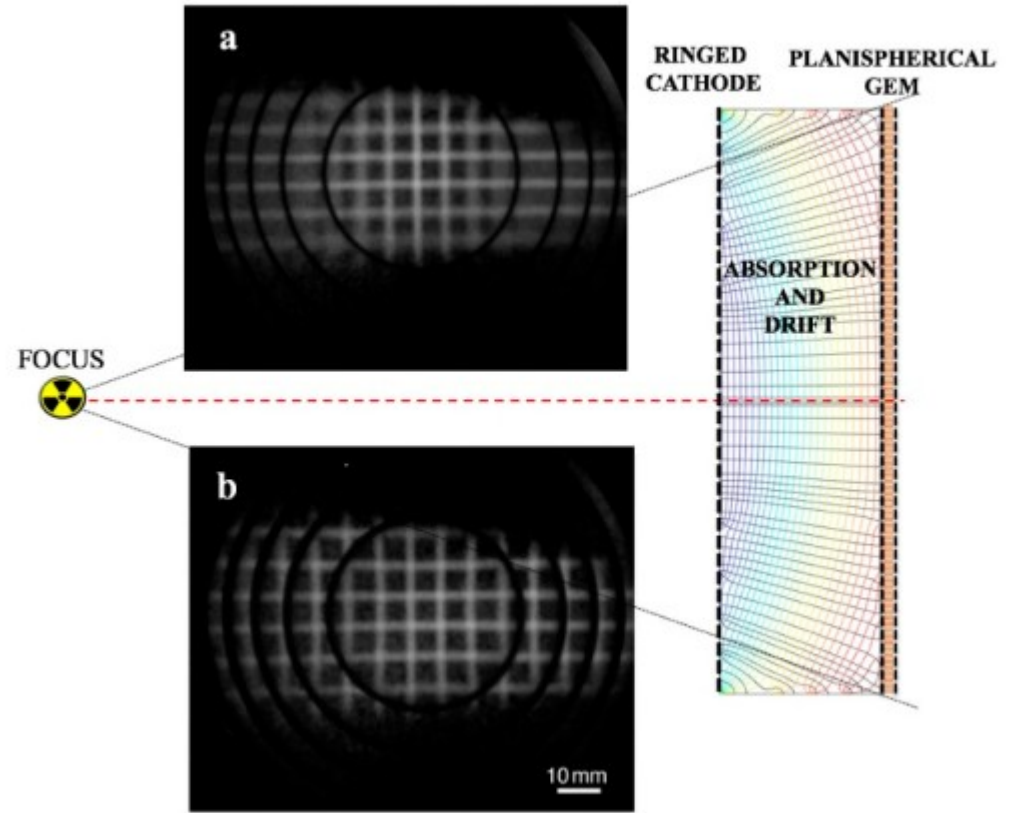 a
RINGED
CATHODE
PLANISPHERICAL
GEM
ABSORPTION
AND
DRIFT
FOCUS
b
10 mm